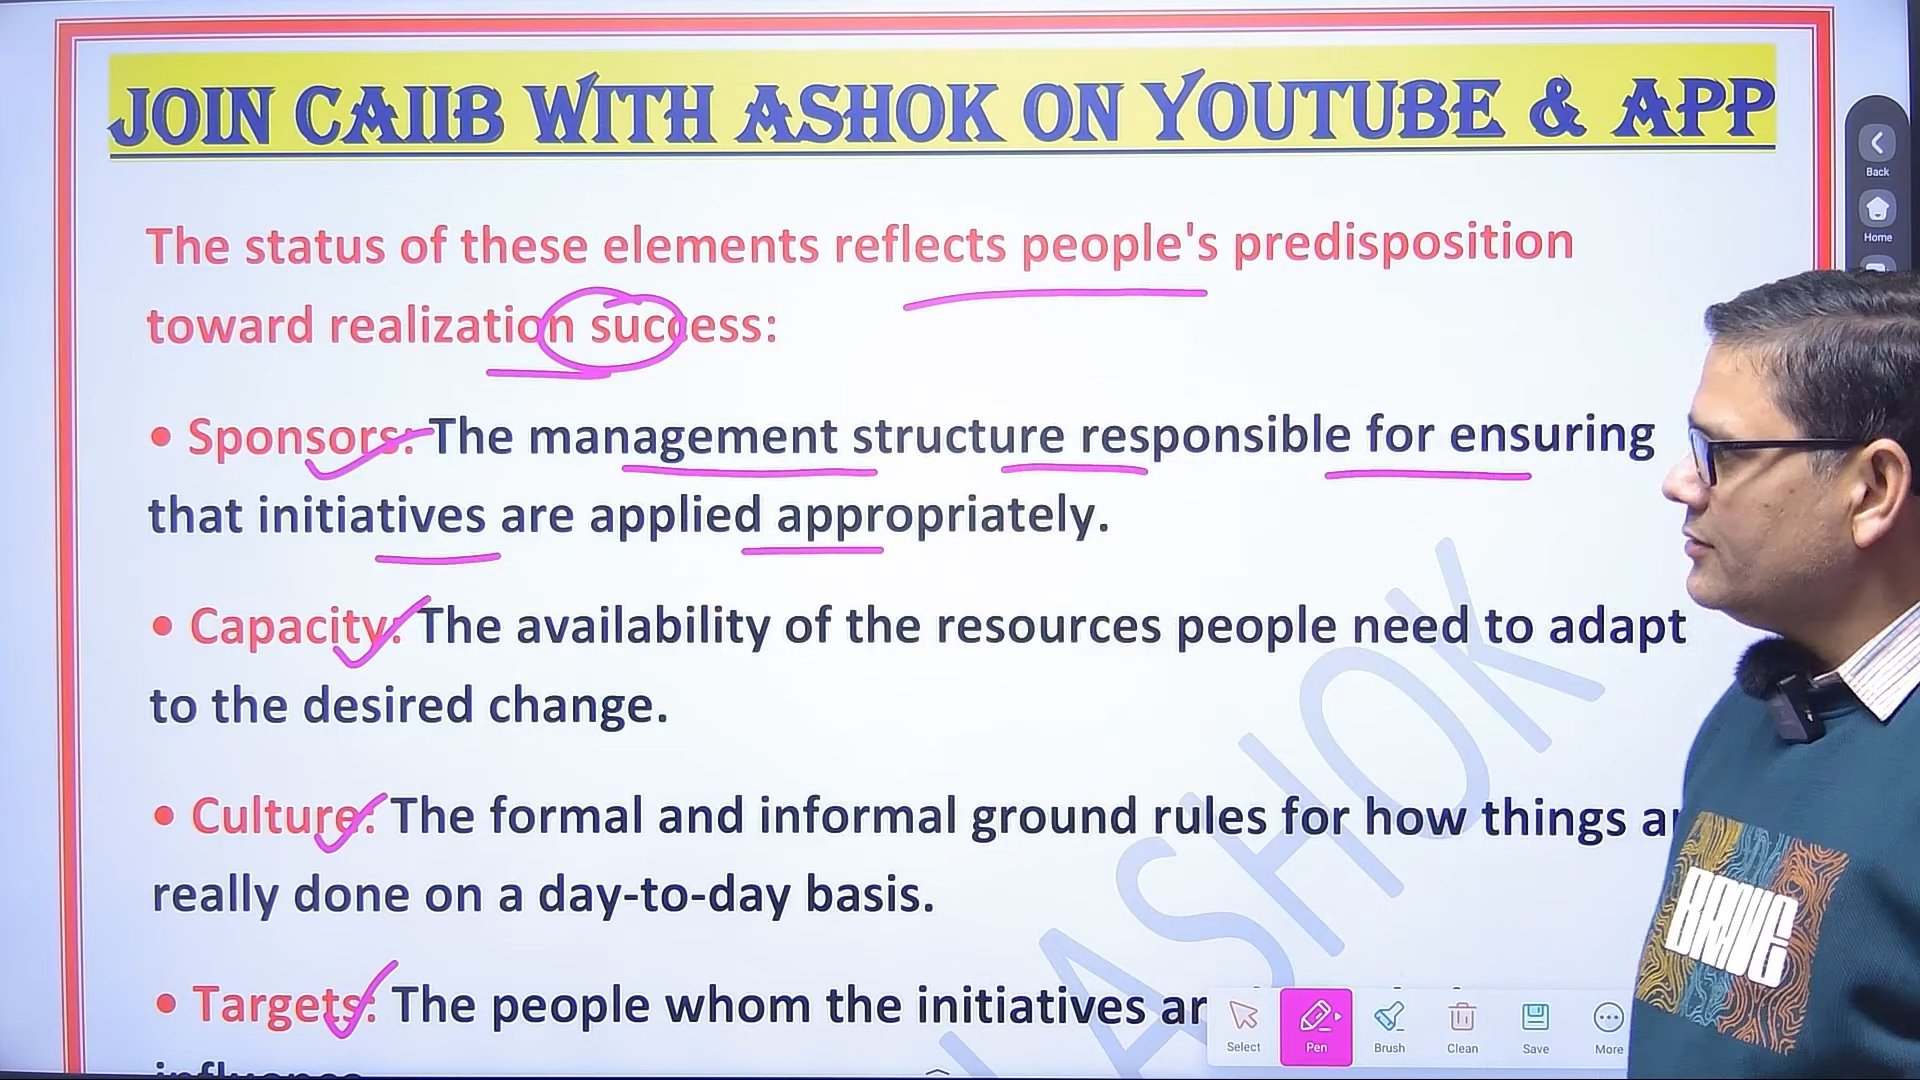 JOIN CAIIB WITH ASHOK ON YOUTUBE & APP
Back
Home
The status of these elements reflects people's predisposition
toward realization success:
• Sponsors: The management structure responsible for ensuring
that initiatives are applied appropriately.
• Capacity: The availability of the resources people need to adapt
to the desired change.
• Culture: The formal and informal ground rules for how things
really done on a day-to-day basis.
• Targets: The people whom the initiatives
ASHOK
BRAVE
Select
Pen
Brush
Clean
Save
More